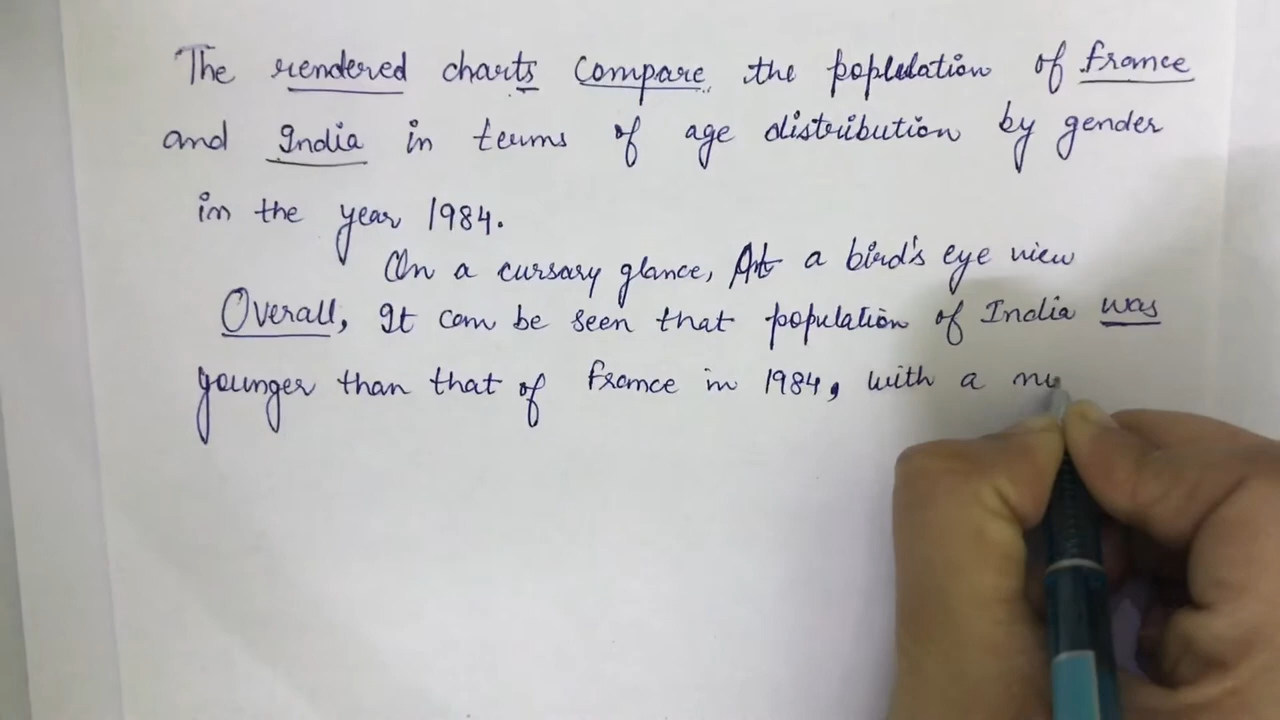 The rendered charts Compare the poplulation of france
and India in terms of age distribution by gender
in the year 1984.
On a cursary glance, At a bird's eye view
Overall, It can be seen that population of India was
younger than that of france in 1984, with a